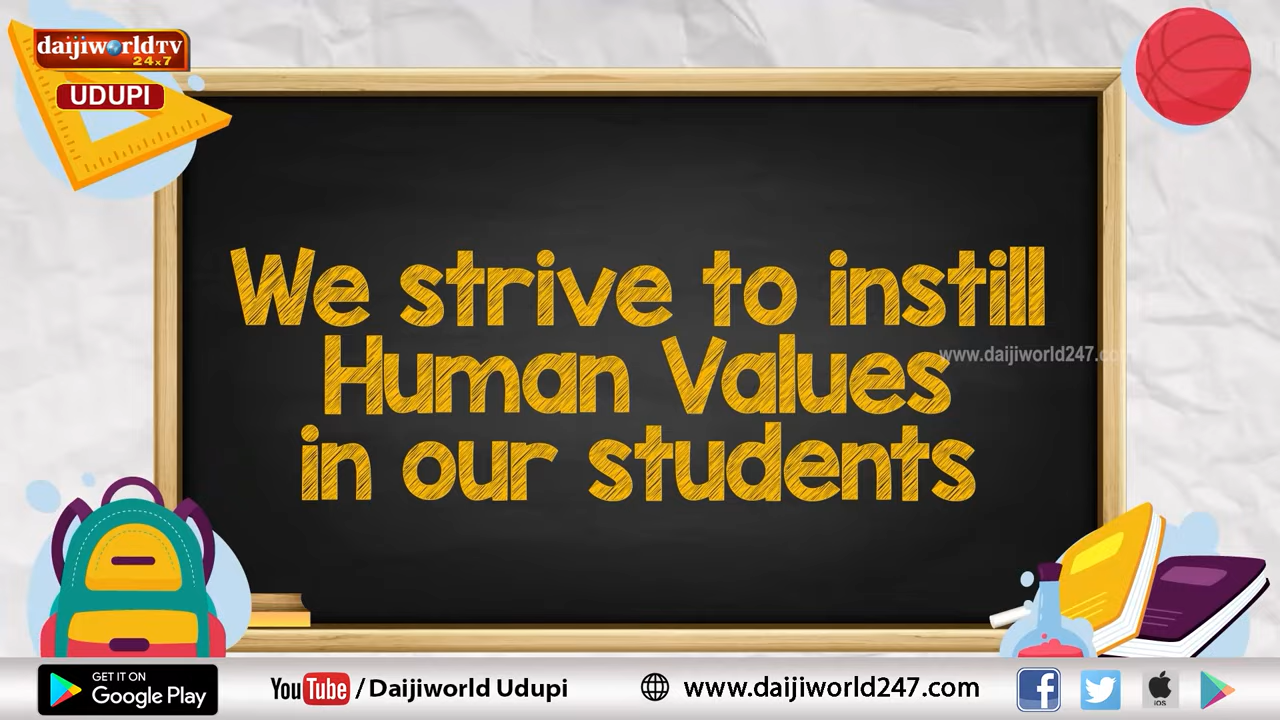 daijiworldTV
24x7
UDUPI
We strive to instill
Human Values
www.daijiworld247.com
in our students
GET IT ON
Google Play
YouTube /Daijiworld Udupi
www.daijiworld247.com
iOS